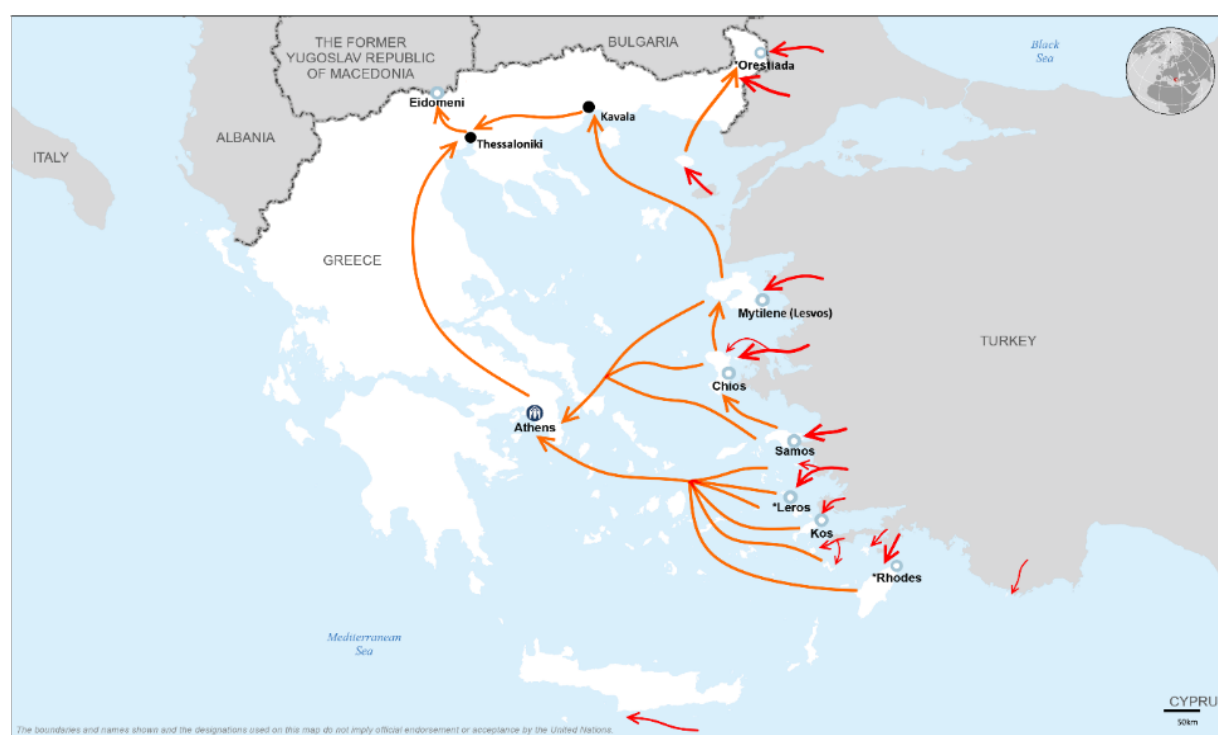 THE FORMER
YUGOSLAV REPUBLIC
OF MACEDONIA
BULGARIA
Black
Sea
*Orestiada
Eidomeni
Kavala
ALBANIA
Thessaloniki
ITALY
GREECE
Mytilene (Lesvos)
TURKEY
Chios
Athens
Samos
*Leros
Kos
*Rhodes
Mediterranean
Sea
CYPRU
50km
The boundaries and names shown and the designations used on this map do not imply official endorsement or acceptance by the United Nations.